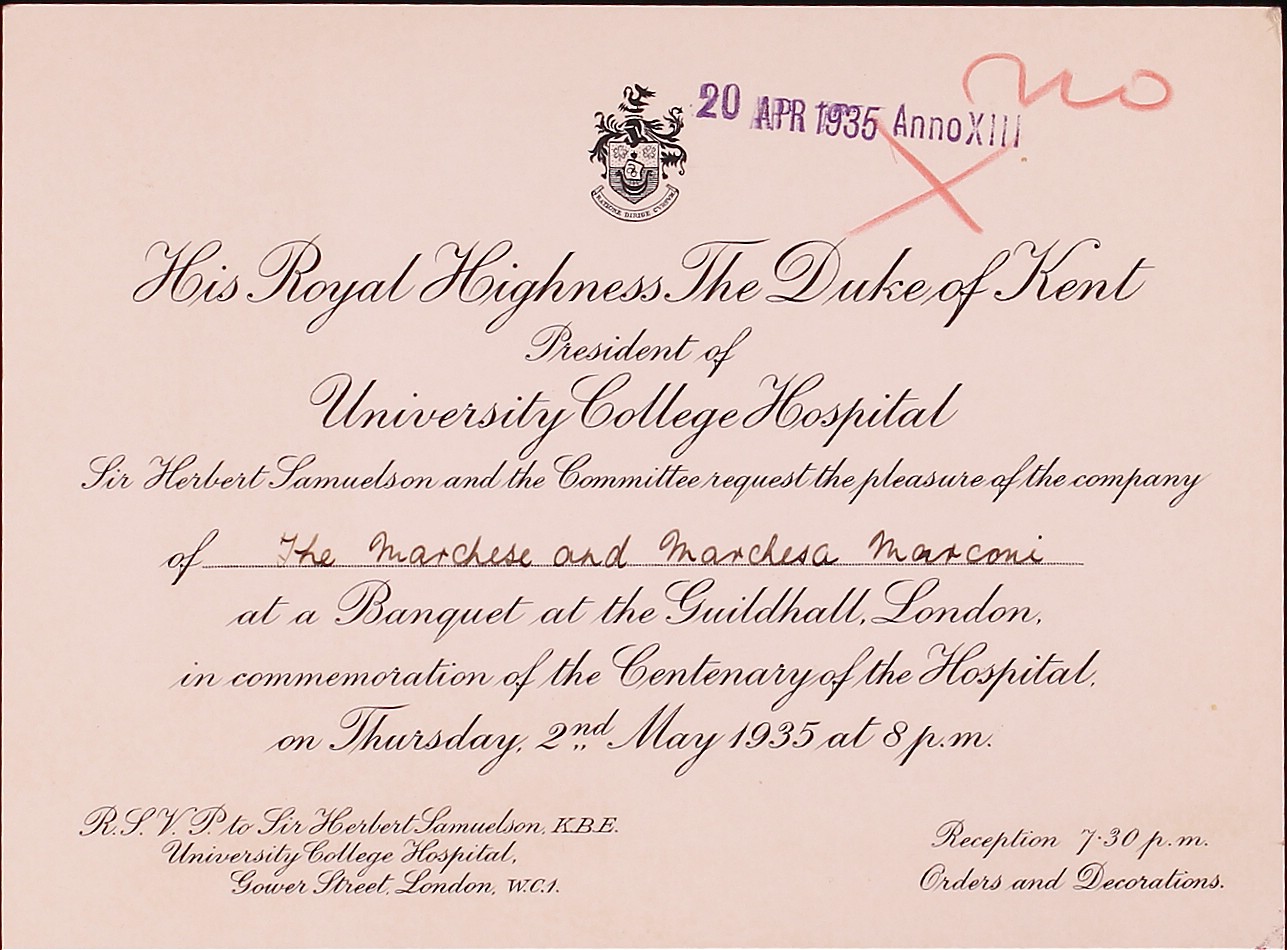 no
20 APR 1935 Anno XIII
RATIONE DIRIGE CURSUM
His Royal Highness The Duke of Kent
President of
University College Hospital
Sir Herbert Samuelson and the Committee request the pleasure of the company
of The Marchese and Marchesa Marconi
at a Banquet at the Guildhall, London,
in commemoration of the Centenary of the Hospital,
on Thursday, 2nd May 1935 at 8 p.m.
R.S.V.P. to Sir Herbert Samuelson, K.B.E.
University College Hospital,
Gower Street, London, W.C.1.
Reception 7·30 p.m.
Orders and Decorations.